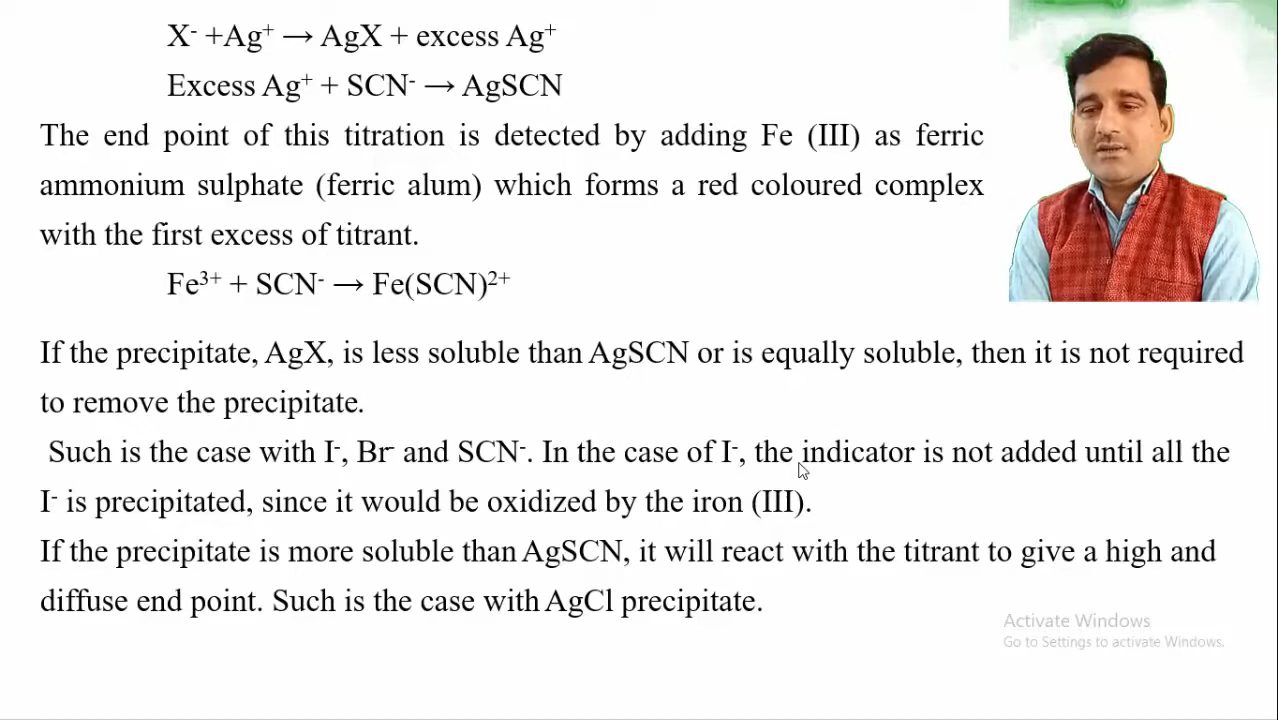 X⁻ +Ag⁺ → AgX + excess Ag⁺
Excess Ag⁺ + SCN⁻ → AgSCN
The end point of this titration is detected by adding Fe (III) as ferric
ammonium sulphate (ferric alum) which forms a red coloured complex
with the first excess of titrant.
Fe³⁺ + SCN⁻ → Fe(SCN)²⁺
If the precipitate, AgX, is less soluble than AgSCN or is equally soluble, then it is not required
to remove the precipitate.
Such is the case with I⁻, Br⁻ and SCN⁻. In the case of I⁻, the indicator is not added until all the
I⁻ is precipitated, since it would be oxidized by the iron (III).
If the precipitate is more soluble than AgSCN, it will react with the titrant to give a high and
diffuse end point. Such is the case with AgCl precipitate.
Activate Windows
Go to Settings to activate Windows.